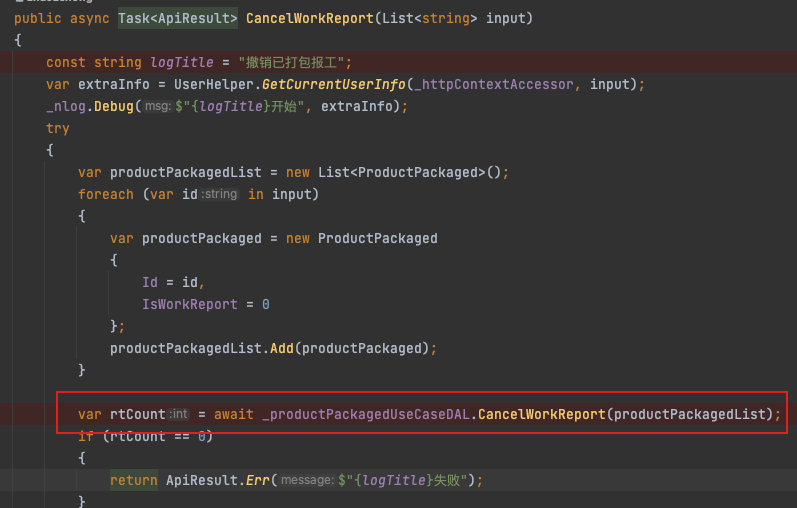 public async Task<ApiResult> CancelWorkReport(List<string> input)
{
const string logTitle = "撤销已打包报工";
var extraInfo = UserHelper.GetCurrentUserInfo(_httpContextAccessor, input);
_nlog.Debug( msg: $"{logTitle}开始", extraInfo);
try
{
var productPackagedList = new List<ProductPackaged>();
foreach (var id :string in input)
{
var productPackaged = new ProductPackaged
{
Id = id,
IsWorkReport = 0
};
productPackagedList.Add(productPackaged);
}
var rtCount :int = await _productPackagedUseCaseDAL.CancelWorkReport(productPackagedList);
if (rtCount == 0)
{
return ApiResult.Err( message: $"{logTitle}失败");
}